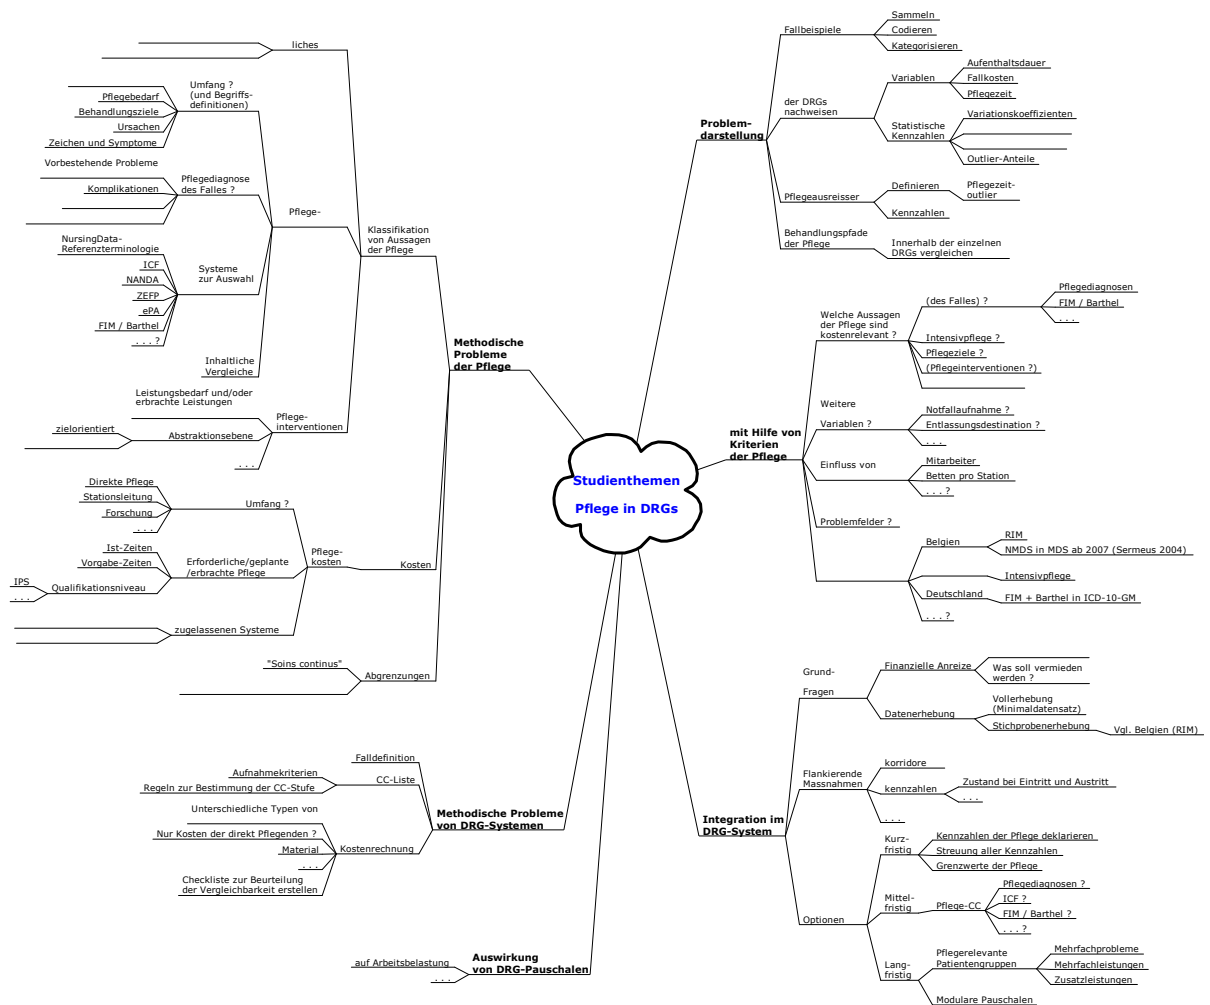 Studienthemen
Pflege in DRGs
Problem-
darstellung
Fallbeispiele
Sammeln
Codieren
Kategorisieren
der DRGs
nachweisen
Variablen
Aufenthaltsdauer
Fallkosten
Pflegezeit
Statistische
Kennzahlen
Variationskoeffizienten
Outlier-Anteile
Pflegeausreisser
Definieren
Pflegezeit-
outlier
Kennzahlen
Behandlungspfade
der Pflege
Innerhalb der einzelnen
DRGs vergleichen
mit Hilfe von
Kriterien
der Pflege
Welche Aussagen
der Pflege sind
kostenrelevant ?
(des Falles) ?
Pflegediagnosen
FIM / Barthel
. . .
Intensivpflege ?
Pflegeziele ?
(Pflegeinterventionen ?)
Weitere
Variablen ?
Notfallaufnahme ?
Entlassungsdestination ?
. . .
Einfluss von
Mitarbeiter
Betten pro Station
. . . ?
Problemfelder ?
Belgien
RIM
NMDS in MDS ab 2007 (Sermeus 2004)
Intensivpflege
Deutschland
FIM + Barthel in ICD-10-GM
. . . ?
Integration im
DRG-System
Grund-
Fragen
Finanzielle Anreize
Was soll vermieden
werden ?
Datenerhebung
Vollerhebung
(Minimaldatensatz)
Stichprobenerhebung
Vgl. Belgien (RIM)
Flankierende
Massnahmen
korridore
kennzahlen
Zustand bei Eintritt und Austritt
. . .
. . .
Optionen
Kurz-
fristig
Kennzahlen der Pflege deklarieren
Streuung aller Kennzahlen
Grenzwerte der Pflege
Mittel-
fristig
Pflege-CC
Pflegediagnosen ?
ICF ?
FIM / Barthel ?
. . . ?
Lang-
fristig
Pflegerelevante
Patientengruppen
Mehrfachprobleme
Mehrfachleistungen
Zusatzleistungen
Modulare Pauschalen
Methodische
Probleme
der Pflege
Klassifikation
von Aussagen
der Pflege
liches
Pflege-
Umfang ?
(und Begriffs-
definitionen)
Pflegebedarf
Behandlungsziele
Ursachen
Zeichen und Symptome
Pflegediagnose
des Falles ?
Vorbestehende Probleme
Komplikationen
Systeme
zur Auswahl
NursingData-
Referenzterminologie
ICF
NANDA
ZEFP
ePA
FIM / Barthel
. . . ?
Inhaltliche
Vergleiche
Pflege-
interventionen
Leistungsbedarf und/oder
erbrachte Leistungen
Abstraktionsebene
zielorientiert
. . .
Kosten
Pflege-
kosten
Umfang ?
Direkte Pflege
Stationsleitung
Forschung
. . .
Erforderliche/geplante
/erbrachte Pflege
Ist-Zeiten
Vorgabe-Zeiten
Qualifikationsniveau
IPS
. . .
zugelassenen Systeme
Abgrenzungen
"Soins continus"
Methodische Probleme
von DRG-Systemen
Falldefinition
CC-Liste
Aufnahmekriterien
Regeln zur Bestimmung der CC-Stufe
Kostenrechnung
Unterschiedliche Typen von
Nur Kosten der direkt Pflegenden ?
Material
. . .
Checkliste zur Beurteilung
der Vergleichbarkeit erstellen
Auswirkung
von DRG-Pauschalen
auf Arbeitsbelastung
. . .